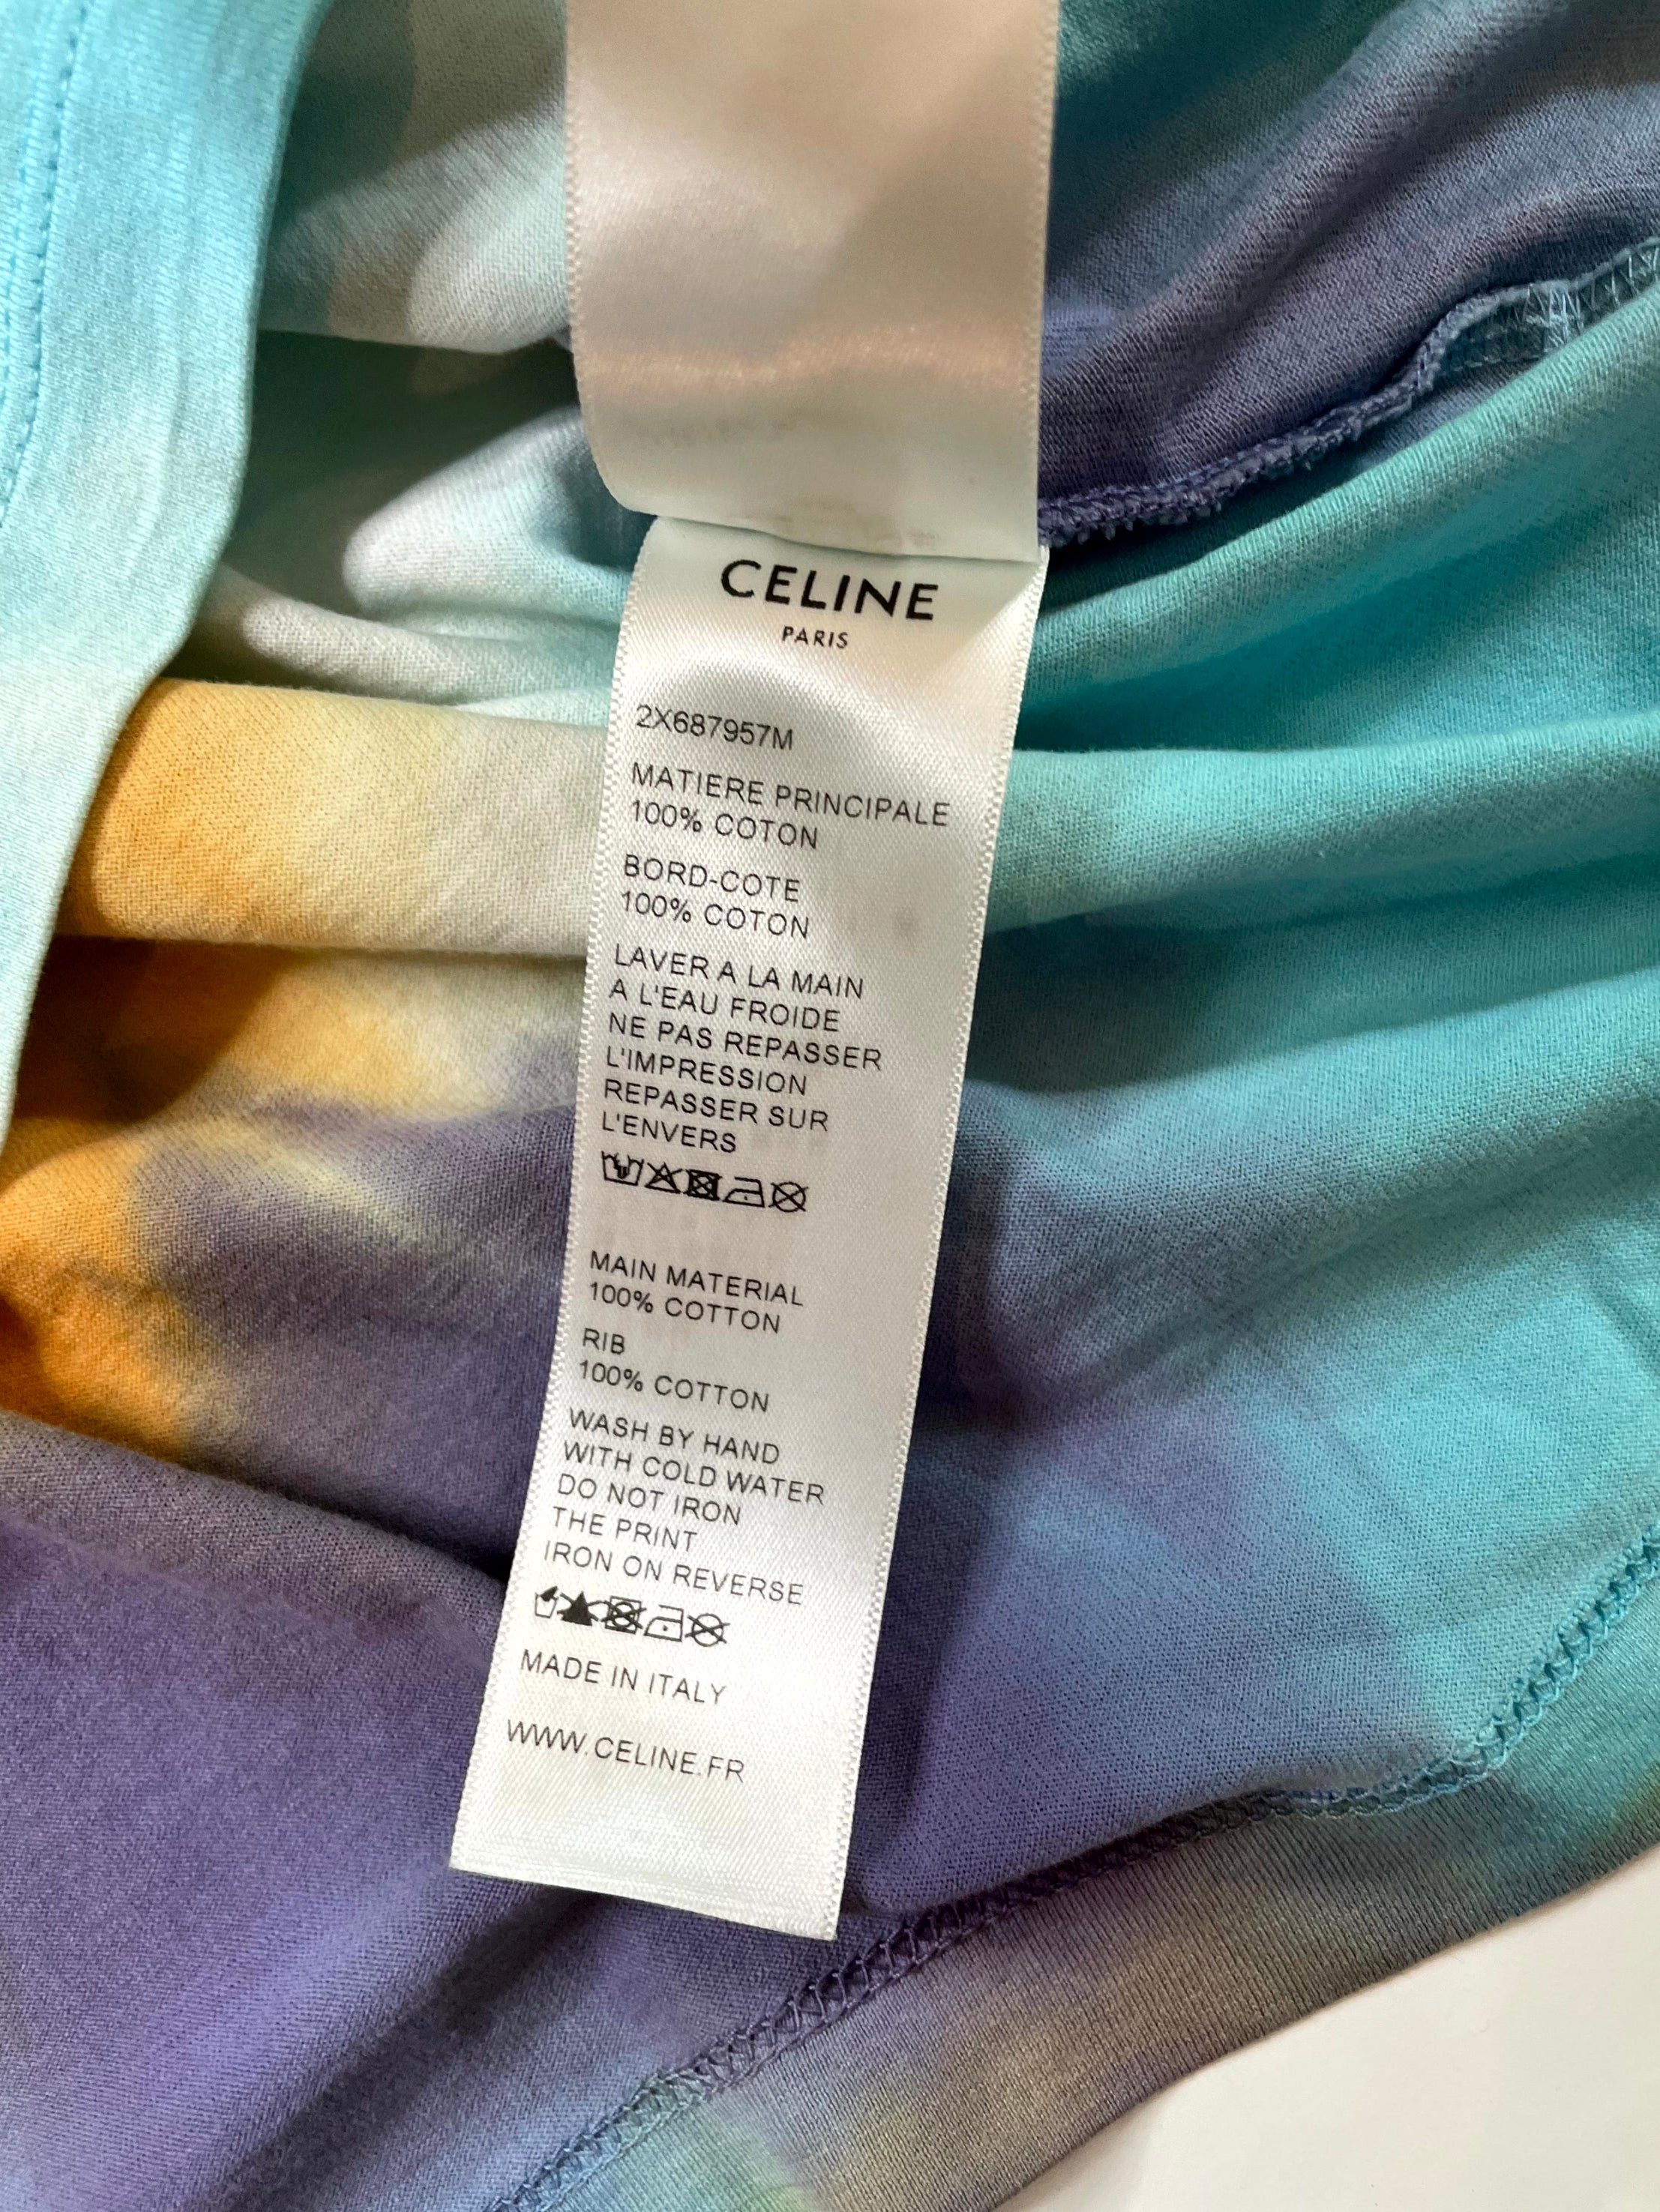 CELINE
PARIS
2X687957M
MATIERE PRINCIPALE
100% COTON
BORD-COTE
100% COTON
LAVER A LA MAIN
A L'EAU FROIDE
NE PAS REPASSER
L'IMPRESSION
REPASSER SUR
L'ENVERS
MAIN MATERIAL
100% COTTON
RIB
100% COTTON
WASH BY HAND
WITH COLD WATER
DO NOT IRON
THE PRINT
IRON ON REVERSE
MADE IN ITALY
WWW.CELINE.FR